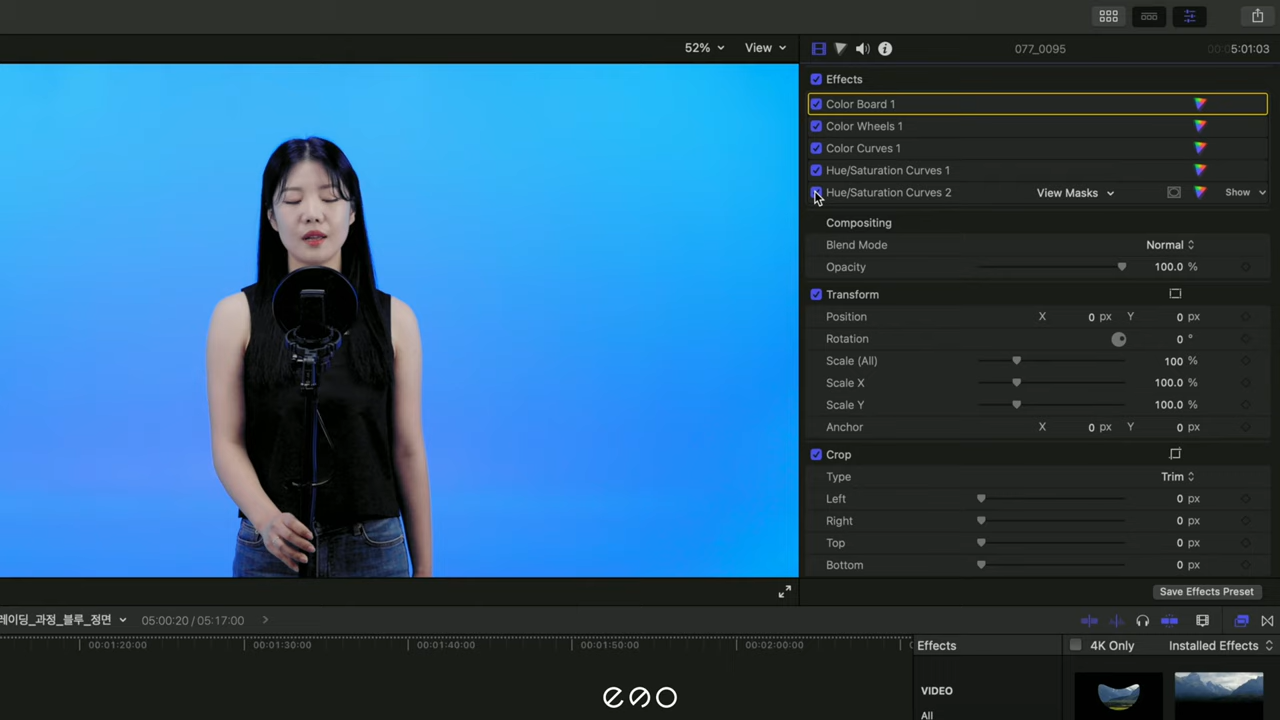 52% View
077_0095
5:01:03
Effects
Color Board 1
Color Wheels 1
Color Curves 1
Hue/Saturation Curves 1
Hue/Saturation Curves 2 View Masks Show
Compositing
Blend Mode Normal
Opacity 100.0 %
Transform
Position X 0 px Y 0 px
Rotation 0 °
Scale (All) 100 %
Scale X 100.0 %
Scale Y 100.0 %
Anchor X 0 px Y 0 px
Crop
Type Trim
Left 0 px
Right 0 px
Top 0 px
Bottom 0 px
Save Effects Preset
레이딩_과정_블루_정면 05:00:20 / 05:17:00
00:01:20:00 00:01:30:00 00:01:40:00 00:01:50:00 00:02:00:00
Effects 4K Only Installed Effects
VIDEO
All
eno